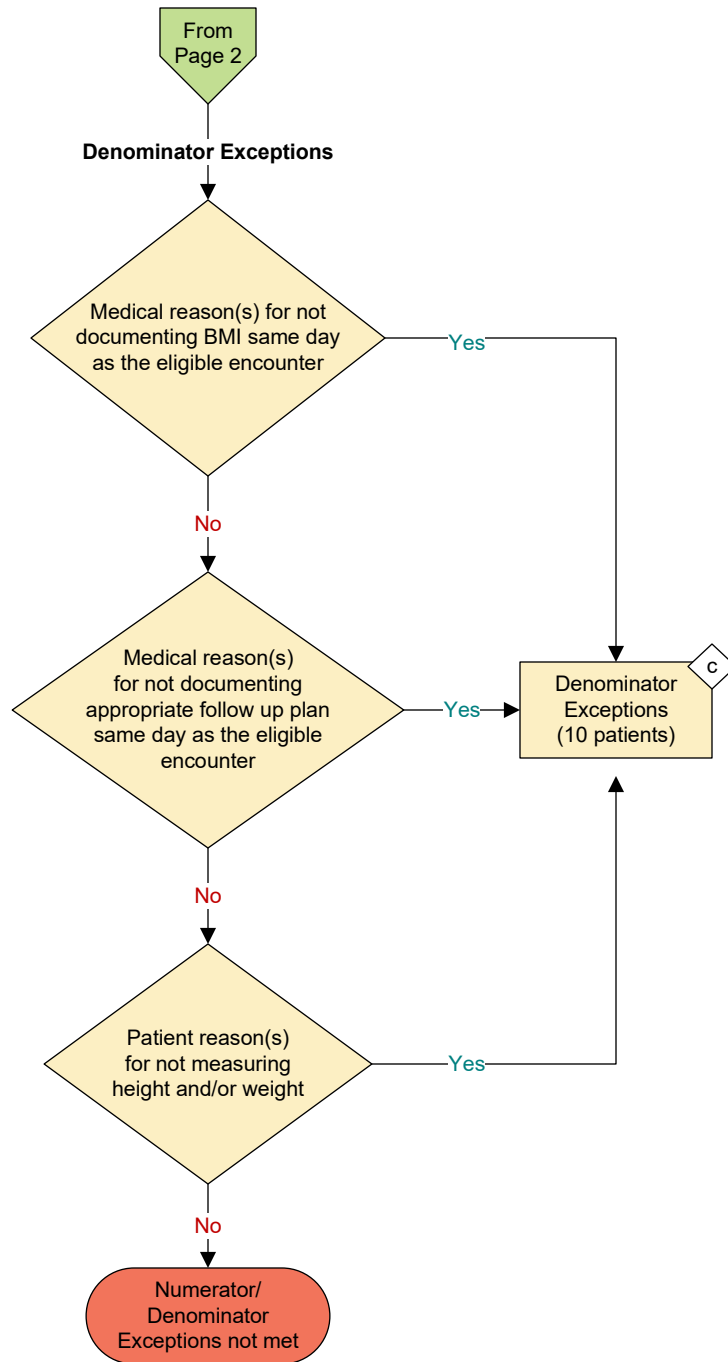 From
Page 2
Denominator Exceptions
Medical reason(s) for not
documenting BMI same day
as the eligible encounter
Yes
No
Medical reason(s)
for not documenting
appropriate follow up plan
same day as the eligible
encounter
Yes
c
Denominator
Exceptions
(10 patients)
No
Patient reason(s)
for not measuring
height and/or weight
Yes
No
Numerator/
Denominator
Exceptions not met